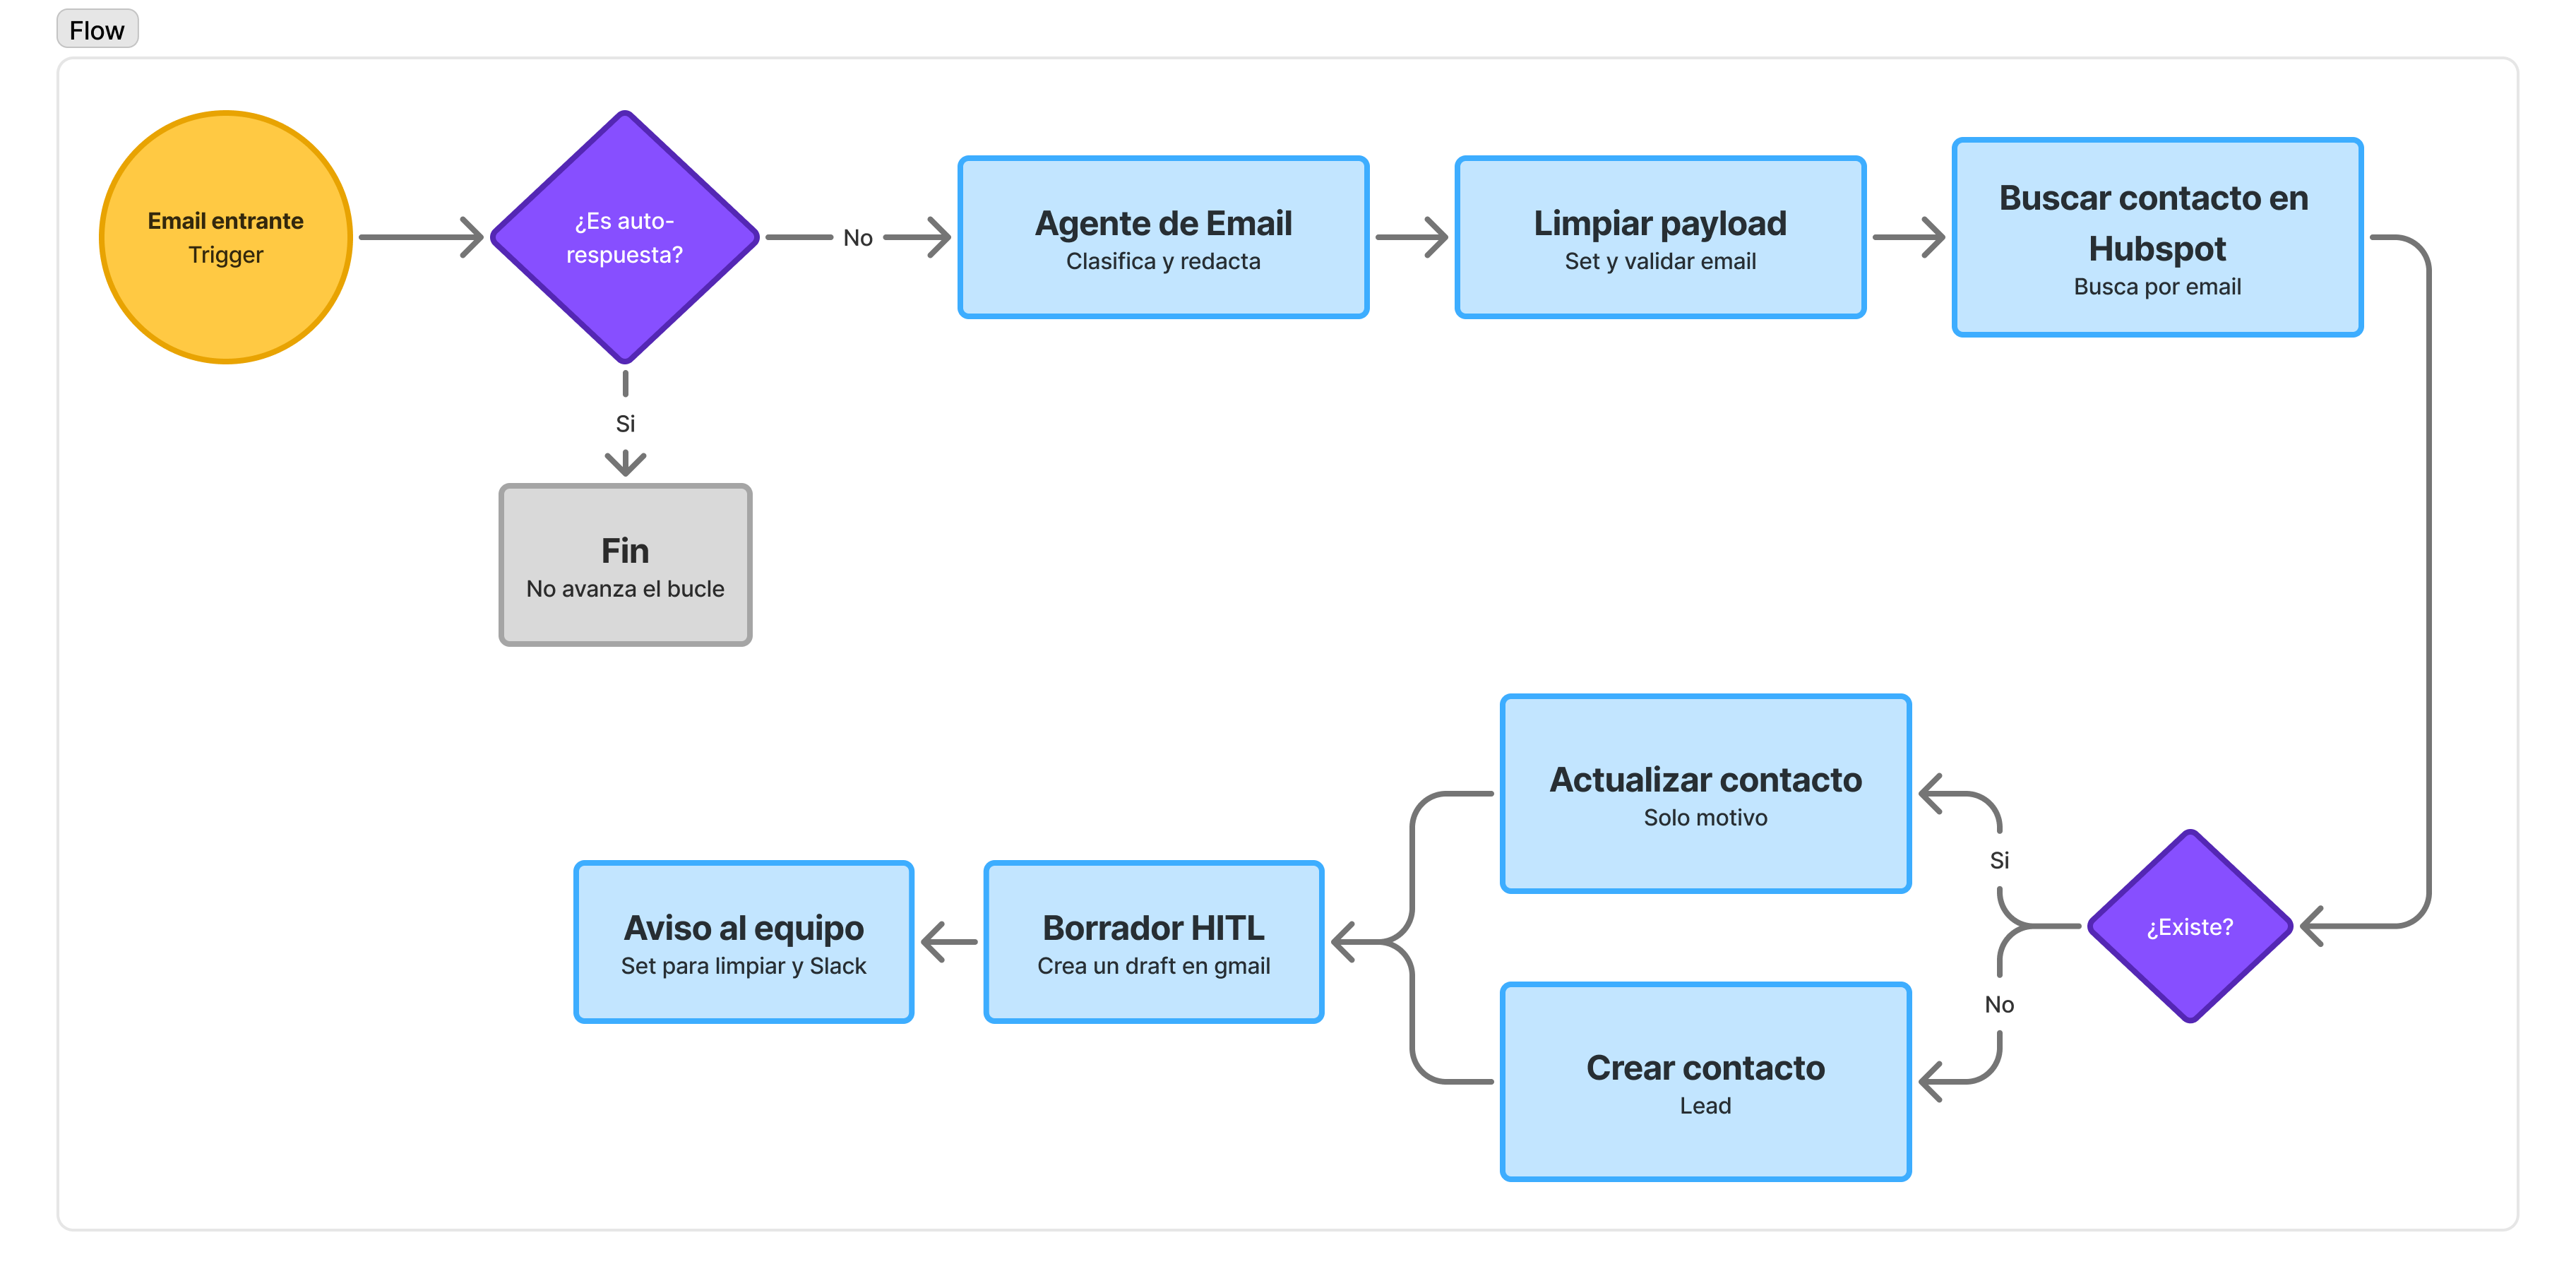 Flow
Email entrante
Trigger
¿Es auto-
respuesta?
No
Agente de Email
Clasifica y redacta
Limpiar payload
Set y validar email
Buscar contacto en
Hubspot
Busca por email
Si
Fin
No avanza el bucle
¿Existe?
Si
Actualizar contacto
Solo motivo
No
Crear contacto
Lead
Borrador HITL
Crea un draft en gmail
Aviso al equipo
Set para limpiar y Slack